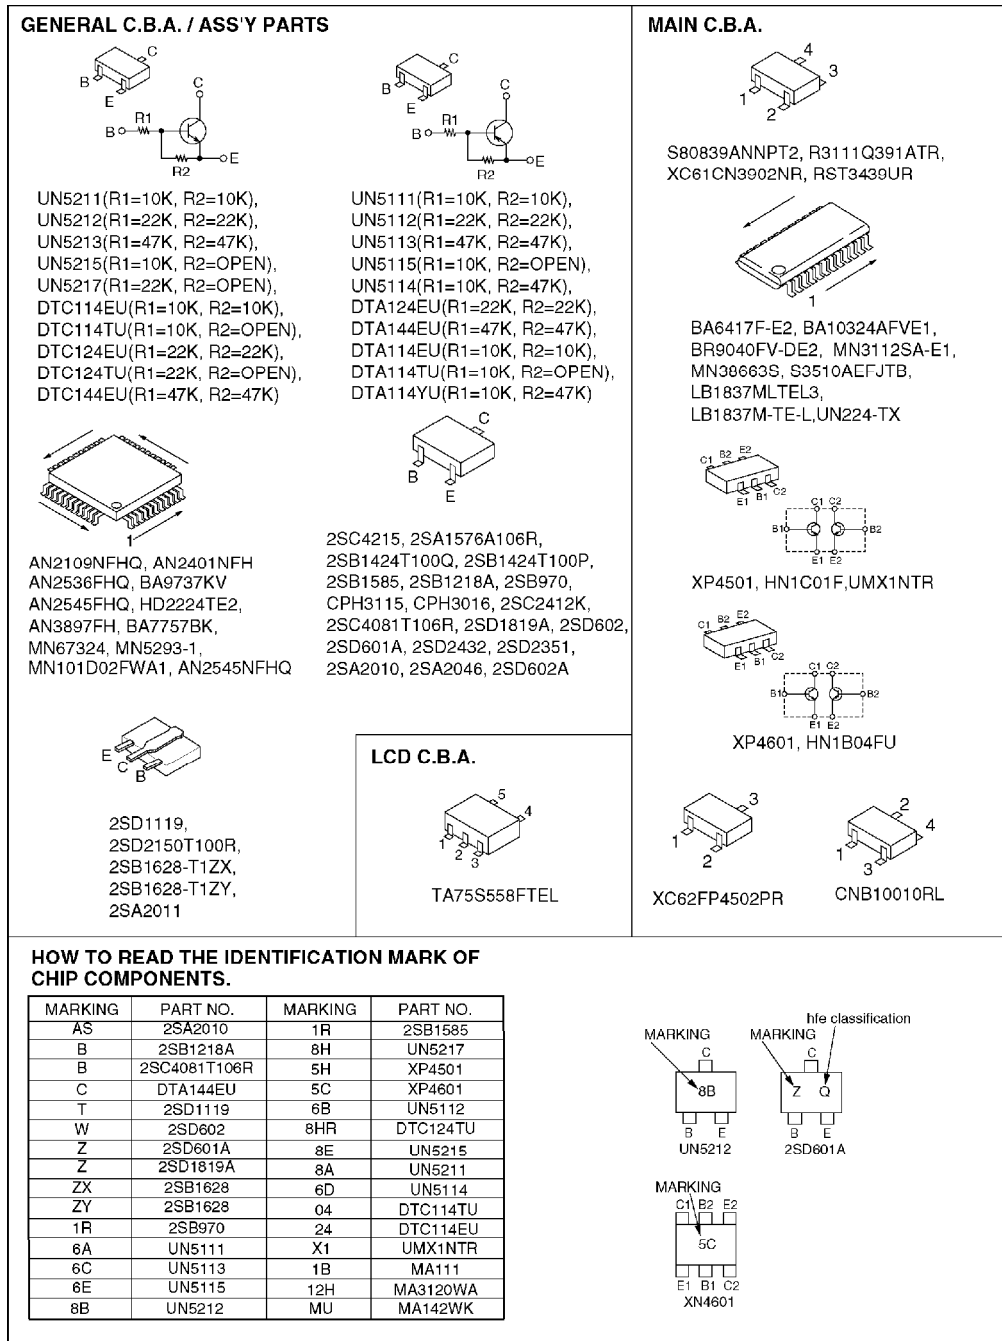 GENERAL C.B.A. / ASS'Y PARTS
C
B
E
C
R1
B
E
R2
UN5211(R1=10K, R2=10K),
UN5212(R1=22K, R2=22K),
UN5213(R1=47K, R2=47K),
UN5215(R1=10K, R2=OPEN),
UN5217(R1=22K, R2=OPEN),
DTC114EU(R1=10K, R2=10K),
DTC114TU(R1=10K, R2=OPEN),
DTC124EU(R1=22K, R2=22K),
DTC124TU(R1=22K, R2=OPEN),
DTC144EU(R1=47K, R2=47K)
C
B
E
C
R1
B
E
R2
UN5111(R1=10K, R2=10K),
UN5112(R1=22K, R2=22K),
UN5113(R1=47K, R2=47K),
UN5115(R1=10K, R2=OPEN),
UN5114(R1=10K, R2=47K),
DTA124EU(R1=22K, R2=22K),
DTA144EU(R1=47K, R2=47K),
DTA114EU(R1=10K, R2=10K),
DTA114TU(R1=10K, R2=OPEN),
DTA114YU(R1=10K, R2=47K)
1
AN2109NFHQ, AN2401NFH
AN2536FHQ, BA9737KV
AN2545FHQ, HD2224TE2,
AN3897FH, BA7757BK,
MN67324, MN5293-1,
MN101D02FWA1, AN2545NFHQ
C
B
E
2SC4215, 2SA1576A106R,
2SB1424T100Q, 2SB1424T100P,
2SB1585, 2SB1218A, 2SB970,
CPH3115, CPH3016, 2SC2412K,
2SC4081T106R, 2SD1819A, 2SD602,
2SD601A, 2SD2432, 2SD2351,
2SA2010, 2SA2046, 2SD602A
E
C
B
2SD1119,
2SD2150T100R,
2SB1628-T1ZX,
2SB1628-T1ZY,
2SA2011
LCD C.B.A.
5
4
1
2
3
TA75S558FTEL
MAIN C.B.A.
4
3
1
2
S80839ANNPT2, R3111Q391ATR,
XC61CN3902NR, RST3439UR
1
BA6417F-E2, BA10324AFVE1,
BR9040FV-DE2, MN3112SA-E1,
MN38663S, S3510AEFJTB,
LB1837MLTEL3,
LB1837M-TE-L,UN224-TX
C1 B2 E2
E1 B1 C2
C1 C2
B1 B2
E1 E2
XP4501, HN1C01F,UMX1NTR
C1 B2 E2
E1 B1 C2
C1 C2
B1 B2
E1 E2
XP4601, HN1B04FU
3
1
2
XC62FP4502PR
2
4
1
3
CNB10010RL
HOW TO READ THE IDENTIFICATION MARK OF
CHIP COMPONENTS.
MARKING PART NO. MARKING PART NO.
AS 2SA2010 1R 2SB1585
B 2SB1218A 8H UN5217
B 2SC4081T106R 5H XP4501
C DTA144EU 5C XP4601
T 2SD1119 6B UN5112
W 2SD602 8HR DTC124TU
Z 2SD601A 8E UN5215
Z 2SD1819A 8A UN5211
ZX 2SB1628 6D UN5114
ZY 2SB1628 04 DTC114TU
1R 2SB970 24 DTC114EU
6A UN5111 X1 UMX1NTR
6C UN5113 1B MA111
6E UN5115 12H MA3120WA
8B UN5212 MU MA142WK
MARKING
C
8B
B E
UN5212
hfe classification
MARKING
C
Z Q
B E
2SD601A
MARKING
C1 B2 E2
5C
E1 B1 C2
XN4601